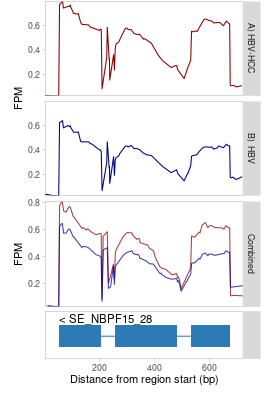 0.6
0.4
0.2
FPM
A) HBV-HCC
0.6
0.4
0.2
B) HBV
0.8
0.6
0.4
0.2
FPM
Combined
< SE_NBPF15_28
200
400
600
Distance from region start (bp)